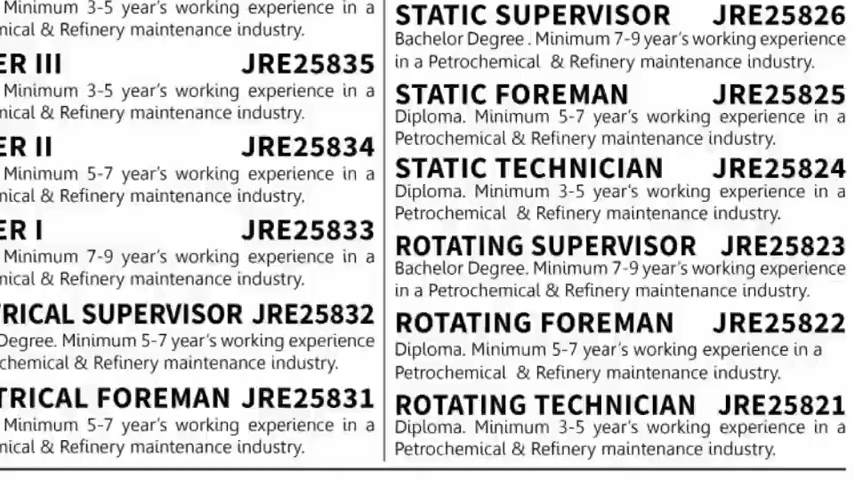 Minimum 3-5 year's working experience in a
mical & Refinery maintenance industry.
ER III JRE25835
Minimum 3-5 year's working experience in a
nical & Refinery maintenance industry.
ER II JRE25834
Minimum 5-7 year's working experience in a
nical & Refinery maintenance industry.
ER I JRE25833
Minimum 7-9 year's working experience in a
nical & Refinery maintenance industry.
TRICAL SUPERVISOR JRE25832
Degree. Minimum 5-7 year's working experience
chemical & Refinery maintenance industry.
TRICAL FOREMAN JRE25831
Minimum 5-7 year's working experience in a
mical & Refinery maintenance industry.
STATIC SUPERVISOR JRE25826
Bachelor Degree . Minimum 7-9 year's working experience
in a Petrochemical & Refinery maintenance industry.
STATIC FOREMAN JRE25825
Diploma. Minimum 5-7 year's working experience in a
Petrochemical & Refinery maintenance industry.
STATIC TECHNICIAN JRE25824
Diploma. Minimum 3-5 year's working experience in a
Petrochemical & Refinery maintenance industry.
ROTATING SUPERVISOR JRE25823
Bachelor Degree. Minimum 7-9 year's working experience
in a Petrochemical & Refinery maintenance industry.
ROTATING FOREMAN JRE25822
Diploma. Minimum 5-7 year's working experience in a
Petrochemical & Refinery maintenance industry.
ROTATING TECHNICIAN JRE25821
Diploma. Minimum 3-5 year's working experience in a
Petrochemical & Refinery maintenance industry.